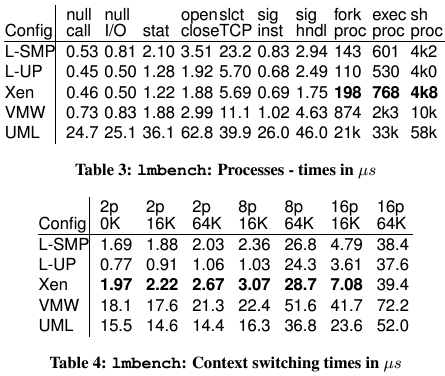 null null open slct sig sig fork exec sh
Config call I/O stat close TCP inst hndl proc proc proc
L-SMP 0.53 0.81 2.10 3.51 23.2 0.83 2.94 143 601 4k2
L-UP 0.45 0.50 1.28 1.92 5.70 0.68 2.49 110 530 4k0
Xen 0.46 0.50 1.22 1.88 5.69 0.69 1.75 198 768 4k8
VMW 0.73 0.83 1.88 2.99 11.1 1.02 4.63 874 2k3 10k
UML 24.7 25.1 36.1 62.8 39.9 26.0 46.0 21k 33k 58k
Table 3: lmbench: Processes - times in µs
2p 2p 2p 8p 8p 16p 16p
Config 0K 16K 64K 16K 64K 16K 64K
L-SMP 1.69 1.88 2.03 2.36 26.8 4.79 38.4
L-UP 0.77 0.91 1.06 1.03 24.3 3.61 37.6
Xen 1.97 2.22 2.67 3.07 28.7 7.08 39.4
VMW 18.1 17.6 21.3 22.4 51.6 41.7 72.2
UML 15.5 14.6 14.4 16.3 36.8 23.6 52.0
Table 4: lmbench: Context switching times in µs